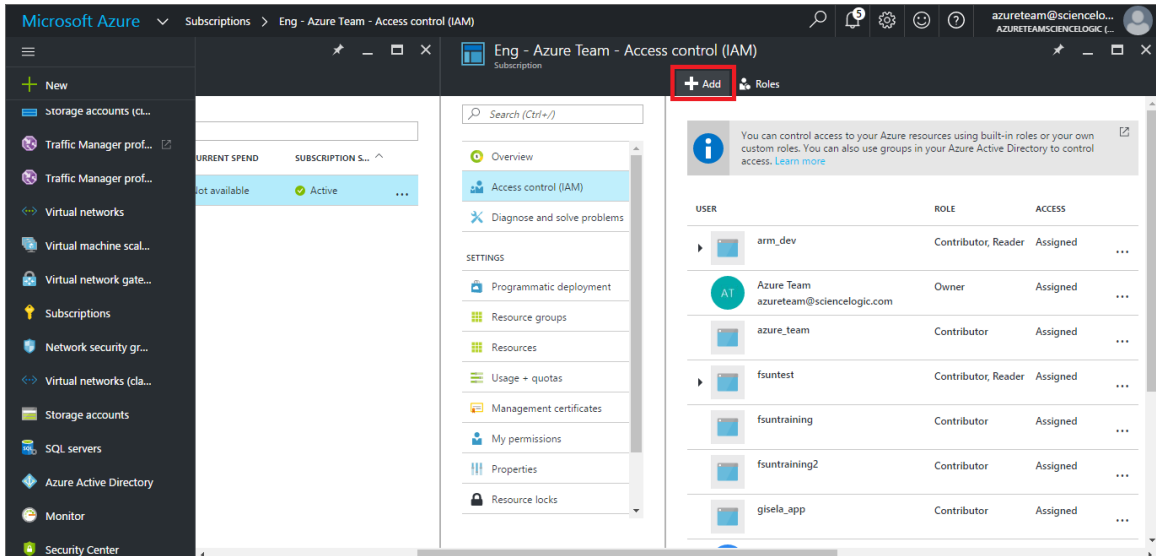 Microsoft Azure
Subscriptions > Eng - Azure Team - Access control (IAM)
5
azureteam@sciencelo...
AZURETEAMSCIENCELOGIC (...
New
Storage accounts (cl...
Traffic Manager prof...
Traffic Manager prof...
Virtual networks
Virtual machine scal...
Virtual network gate...
Subscriptions
Network security gr...
Virtual networks (cla...
Storage accounts
SQL servers
Azure Active Directory
Monitor
Security Center
URRENT SPEND SUBSCRIPTION S...
Not available Active ...
Eng - Azure Team - Access control (IAM)
Subscription
Add Roles
Search (Ctrl+/)
Overview
Access control (IAM)
Diagnose and solve problems
SETTINGS
Programmatic deployment
Resource groups
Resources
Usage + quotas
Management certificates
My permissions
Properties
Resource locks
You can control access to your Azure resources using built-in roles or your own
custom roles. You can also use groups in your Azure Active Directory to control
access. Learn more
USER ROLE ACCESS
arm_dev Contributor, Reader Assigned ...
AT Azure Team Owner Assigned ...
azureteam@sciencelogic.com
azure_team Contributor Assigned ...
fsuntest Contributor, Reader Assigned ...
fsuntraining Contributor Assigned ...
fsuntraining2 Contributor Assigned ...
gisela_app Contributor Assigned ...